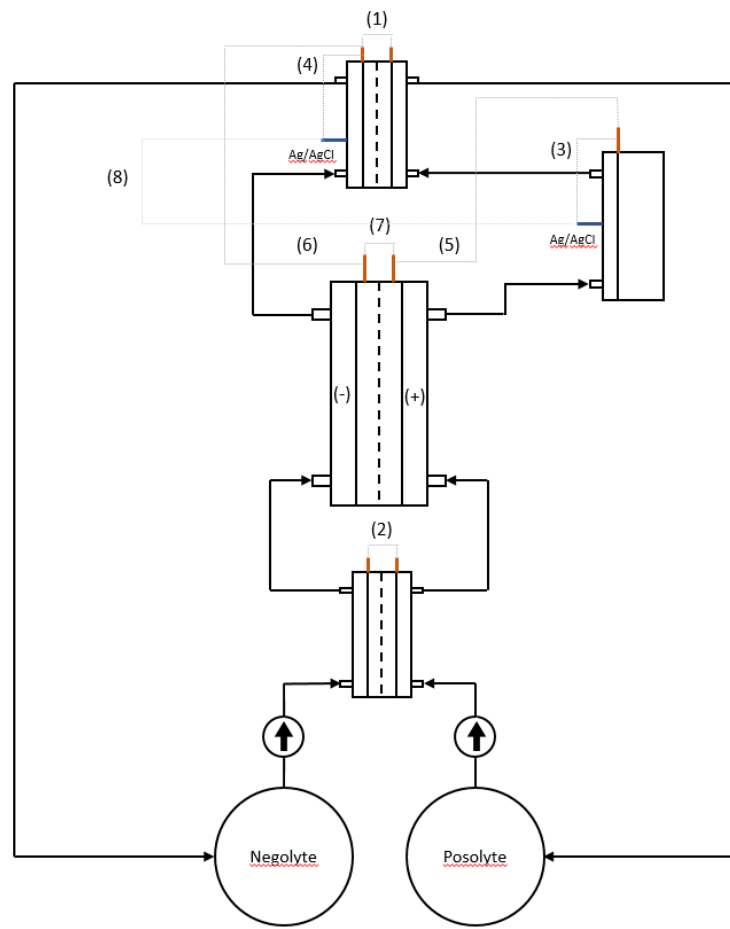 (1)
(4)
(3)
Ag/AgCl
(8)
(7)
(6)
(5)
Ag/AgCl
(-)
(+)
(2)
Negolyte
Posolyte